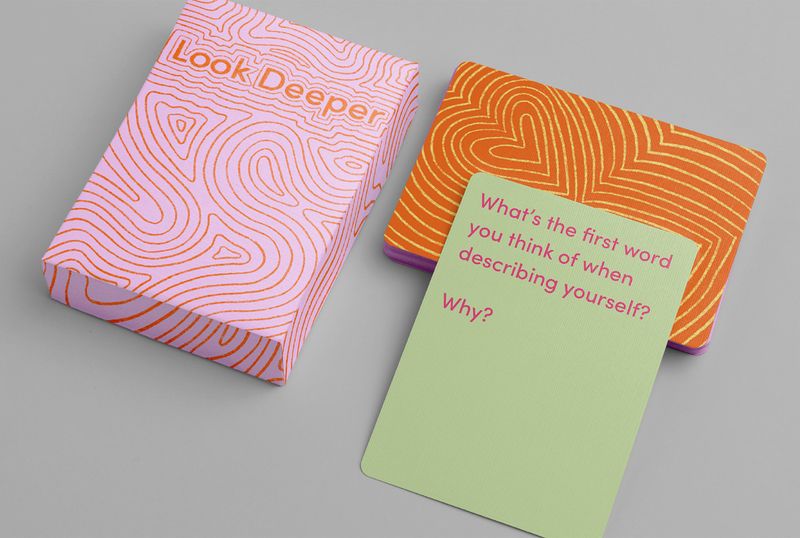 Look Deeper
What's the first word
you think of when
describing yourself?
Why?